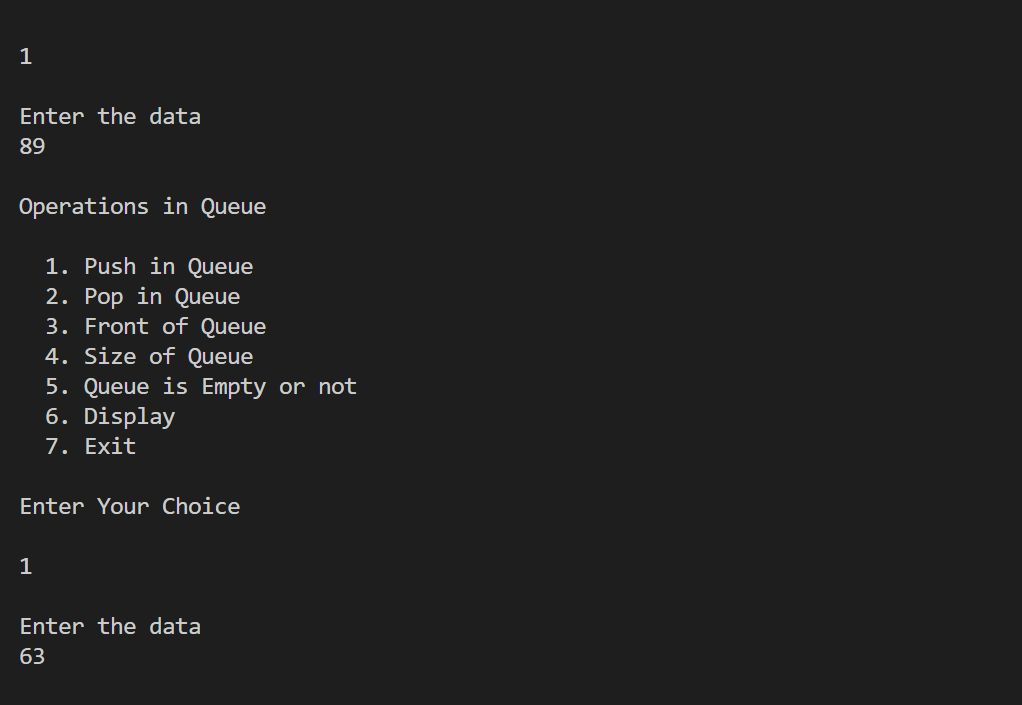 1
Enter the data
89
Operations in Queue
1. Push in Queue
2. Pop in Queue
3. Front of Queue
4. Size of Queue
5. Queue is Empty or not
6. Display
7. Exit
Enter Your Choice
1
Enter the data
63